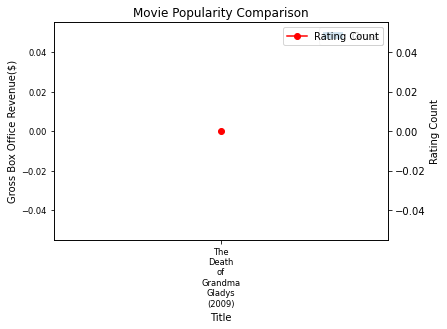 Movie Popularity Comparison
Rating Count
Gross Box Office Revenue($)
0.04
0.02
0.00
−0.02
−0.04
0.04
0.02
0.00
−0.02
−0.04
Rating Count
The
Death
of
Grandma
Gladys
(2009)
Title